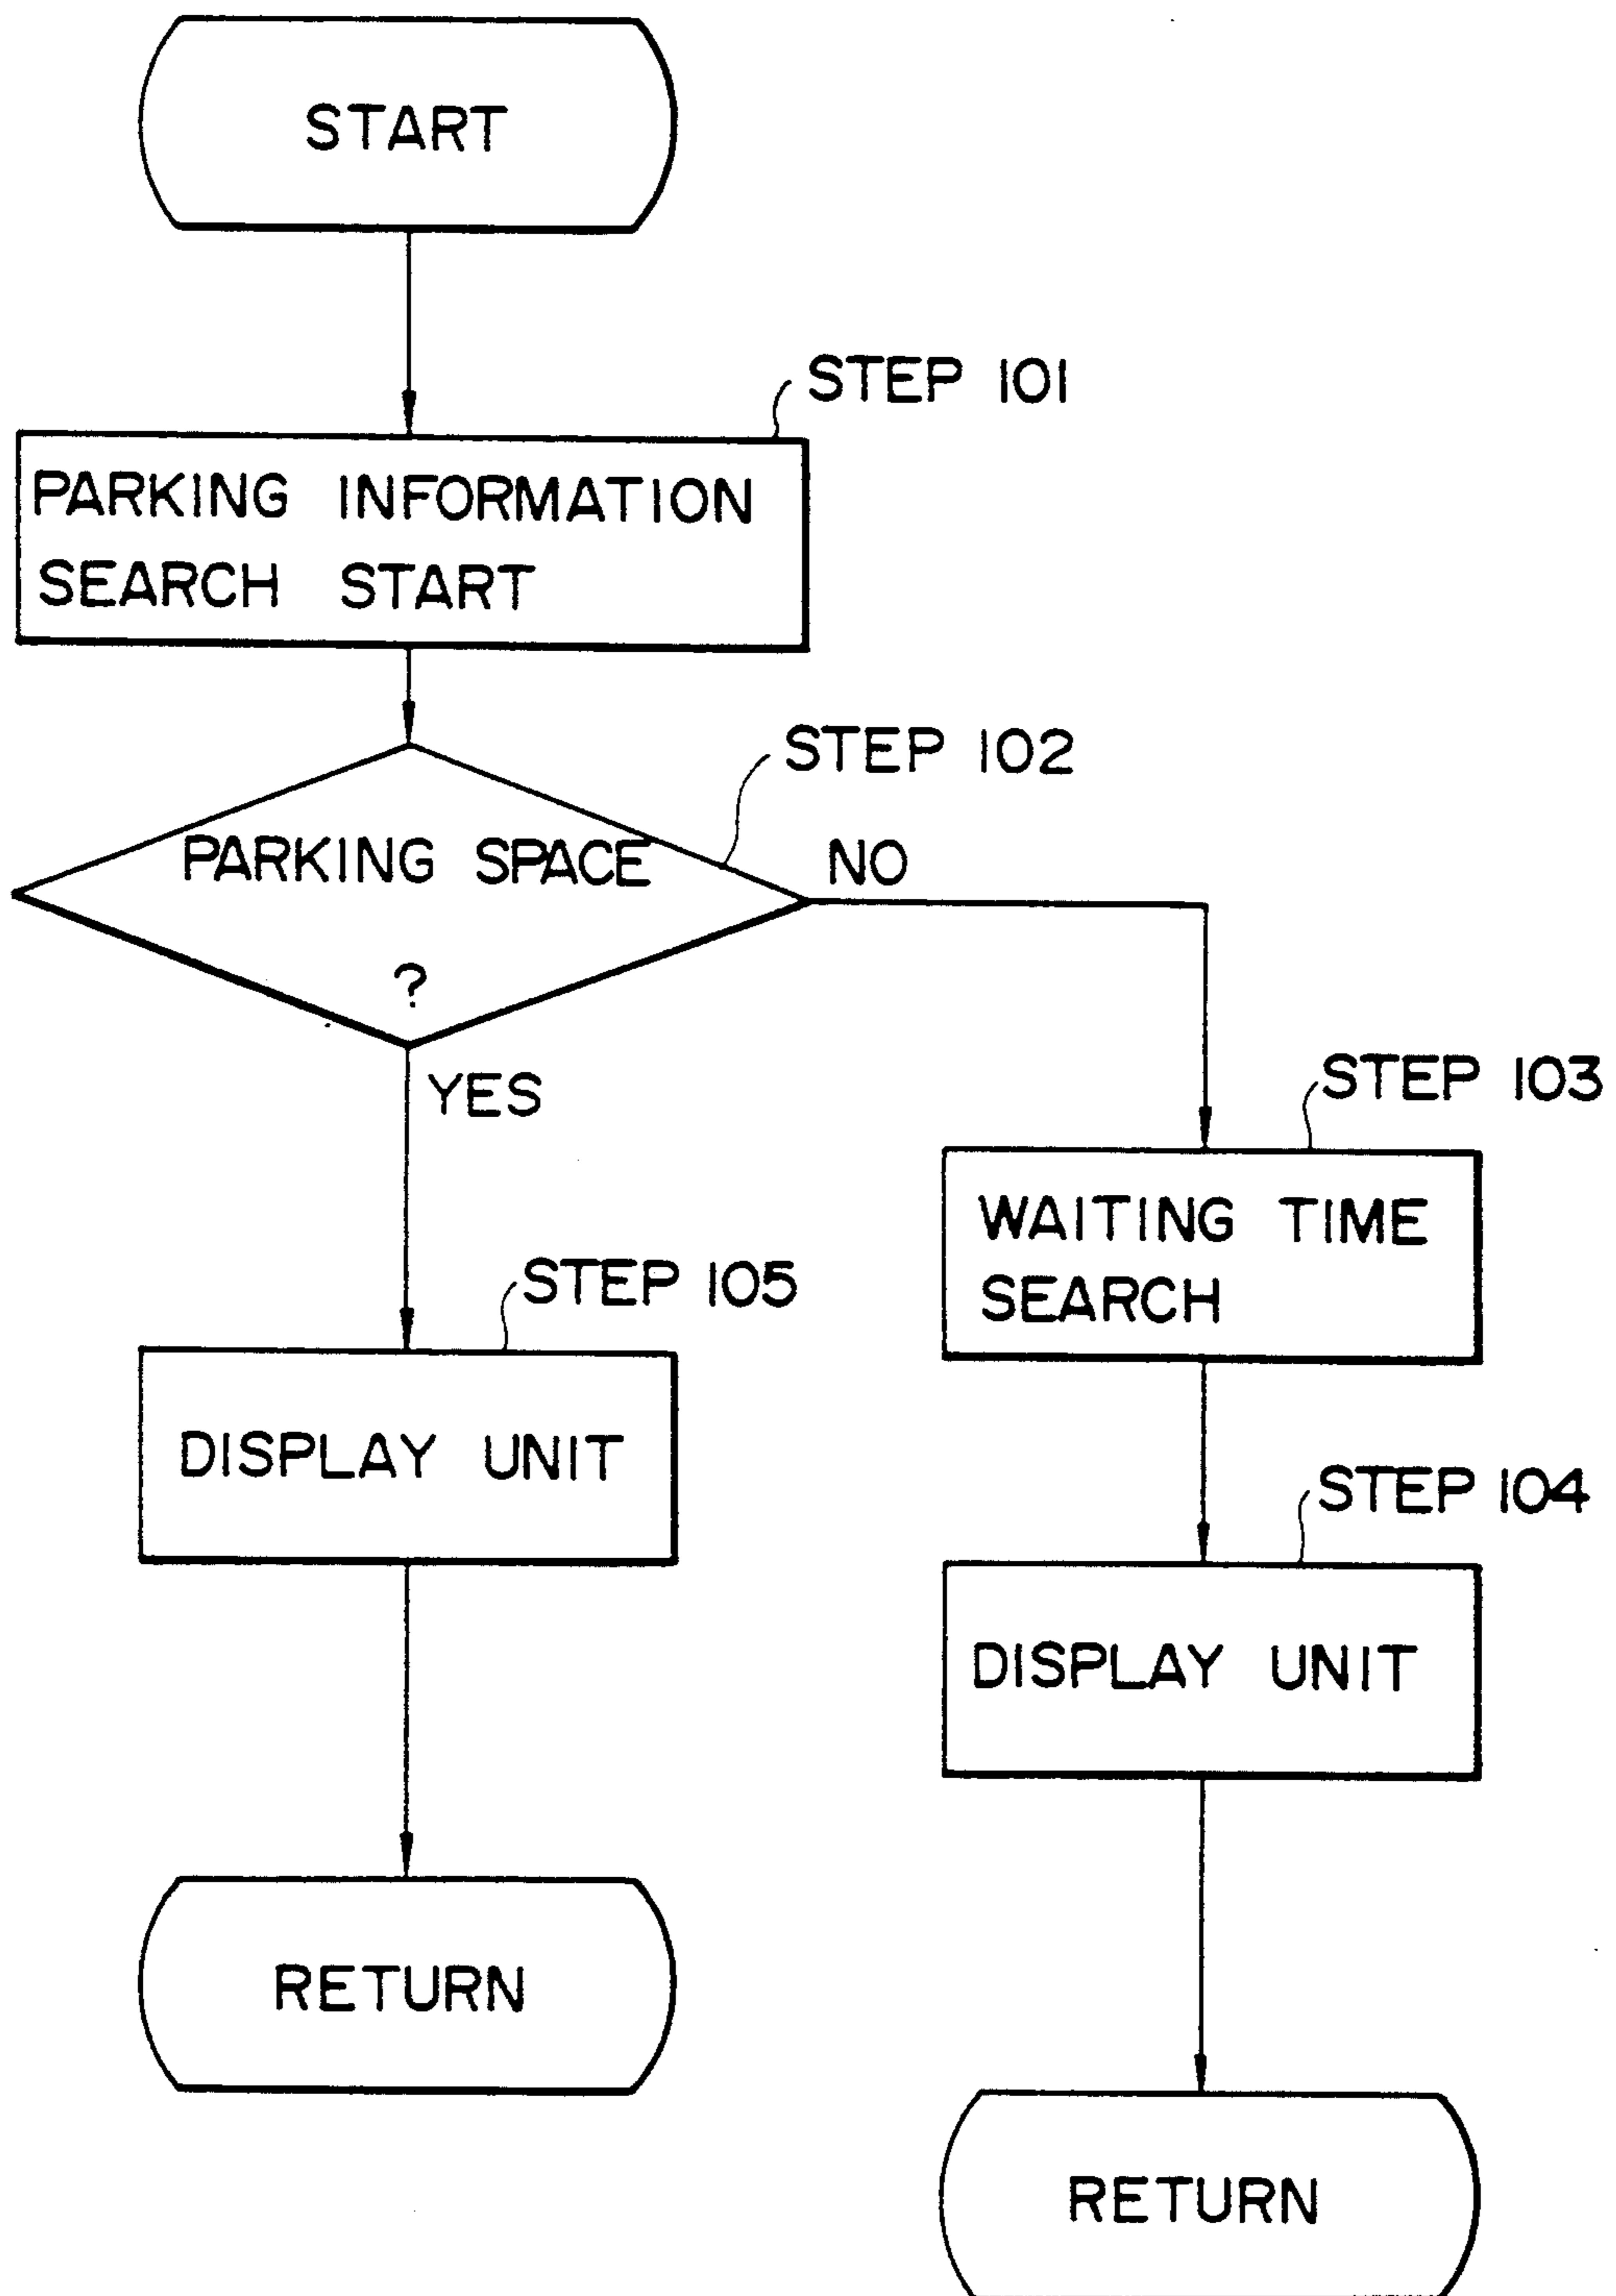 START
STEP 101
PARKING INFORMATION
SEARCH START
STEP 102
PARKING SPACE
?
NO
YES
STEP 103
WAITING TIME
SEARCH
STEP 105
DISPLAY UNIT
STEP 104
DISPLAY UNIT
RETURN
RETURN